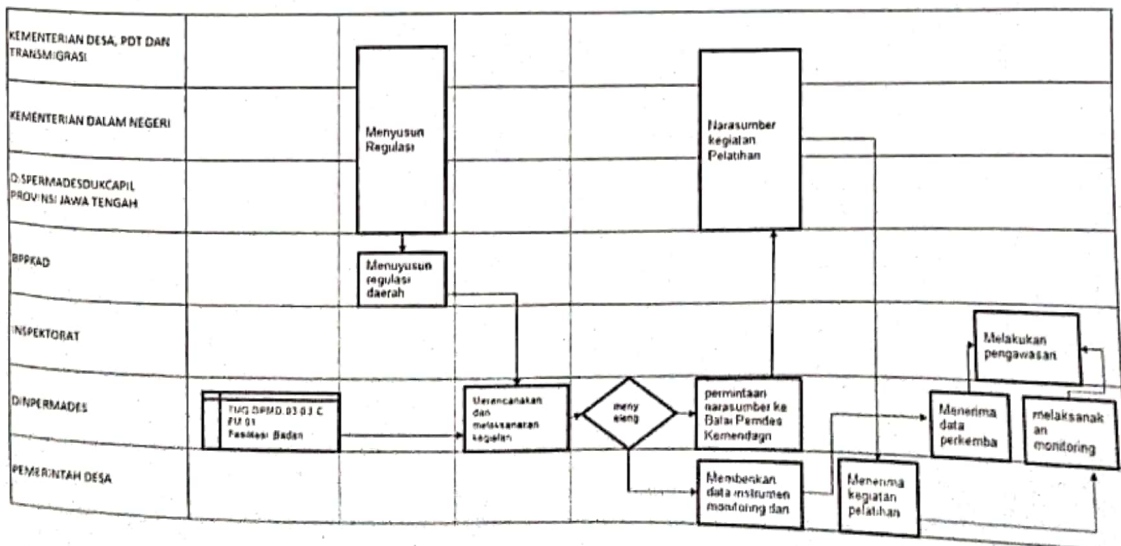 KEMENTERIAN DESA, PDT DAN
TRANSMIGRASI
KEMENTERIAN DALAM NEGERI
DISPERMADESDUKCAPIL
PROVINSI JAWA TENGAH
BPPKAD
INSPEKTORAT
DINPERMADES
PEMERINTAH DESA
Menyusun
Regulasi
Menuyusun
regulasi
daerah
Narasumber
kegiatan
Pelatihan
Melakukan
pengawasan
Fasilitasi Badan
Merencanakan
dan
melaksanakan
kegiatan
meny
eleng
permintaan
narasumber ke
Balai Pemdes
Kemendagri
Menerima
data
perkemba
melaksanak
an
monitoring
Memberikan
data instrumen
monitoring dan
Menerima
kegiatan
pelatihan